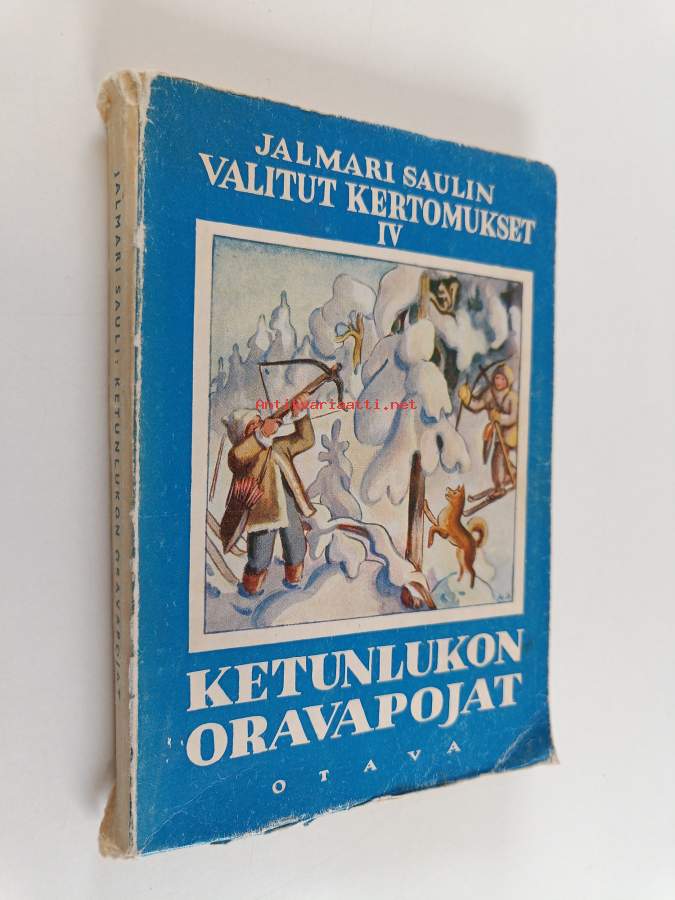 JALMARI SAULIN
VALITUT KERTOMUKSET
IV
Antikvariaatti.net
KETUNLUKON
ORAVAPOJAT
OTAVA
JALMARI SAULI: KETUNLUKON ORAVAPOJAT